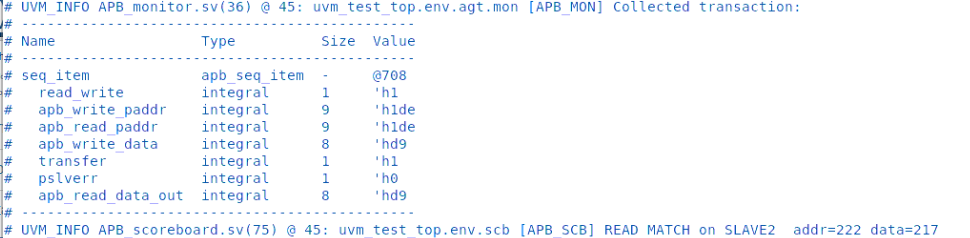 # UVM_INFO APB_monitor.sv(36) @ 45: uvm_test_top.env.agt.mon [APB_MON] Collected transaction:
# ----------------------------------------------
# Name Type Size Value
# ----------------------------------------------
# seq_item apb_seq_item - @708
# read_write integral 1 'h1
# apb_write_paddr integral 9 'h1de
# apb_read_paddr integral 9 'h1de
# apb_write_data integral 8 'hd9
# transfer integral 1 'h1
# pslverr integral 1 'h0
# apb_read_data_out integral 8 'hd9
# ----------------------------------------------
# UVM_INFO APB_scoreboard.sv(75) @ 45: uvm_test_top.env.scb [APB_SCB] READ MATCH on SLAVE2 addr=222 data=217